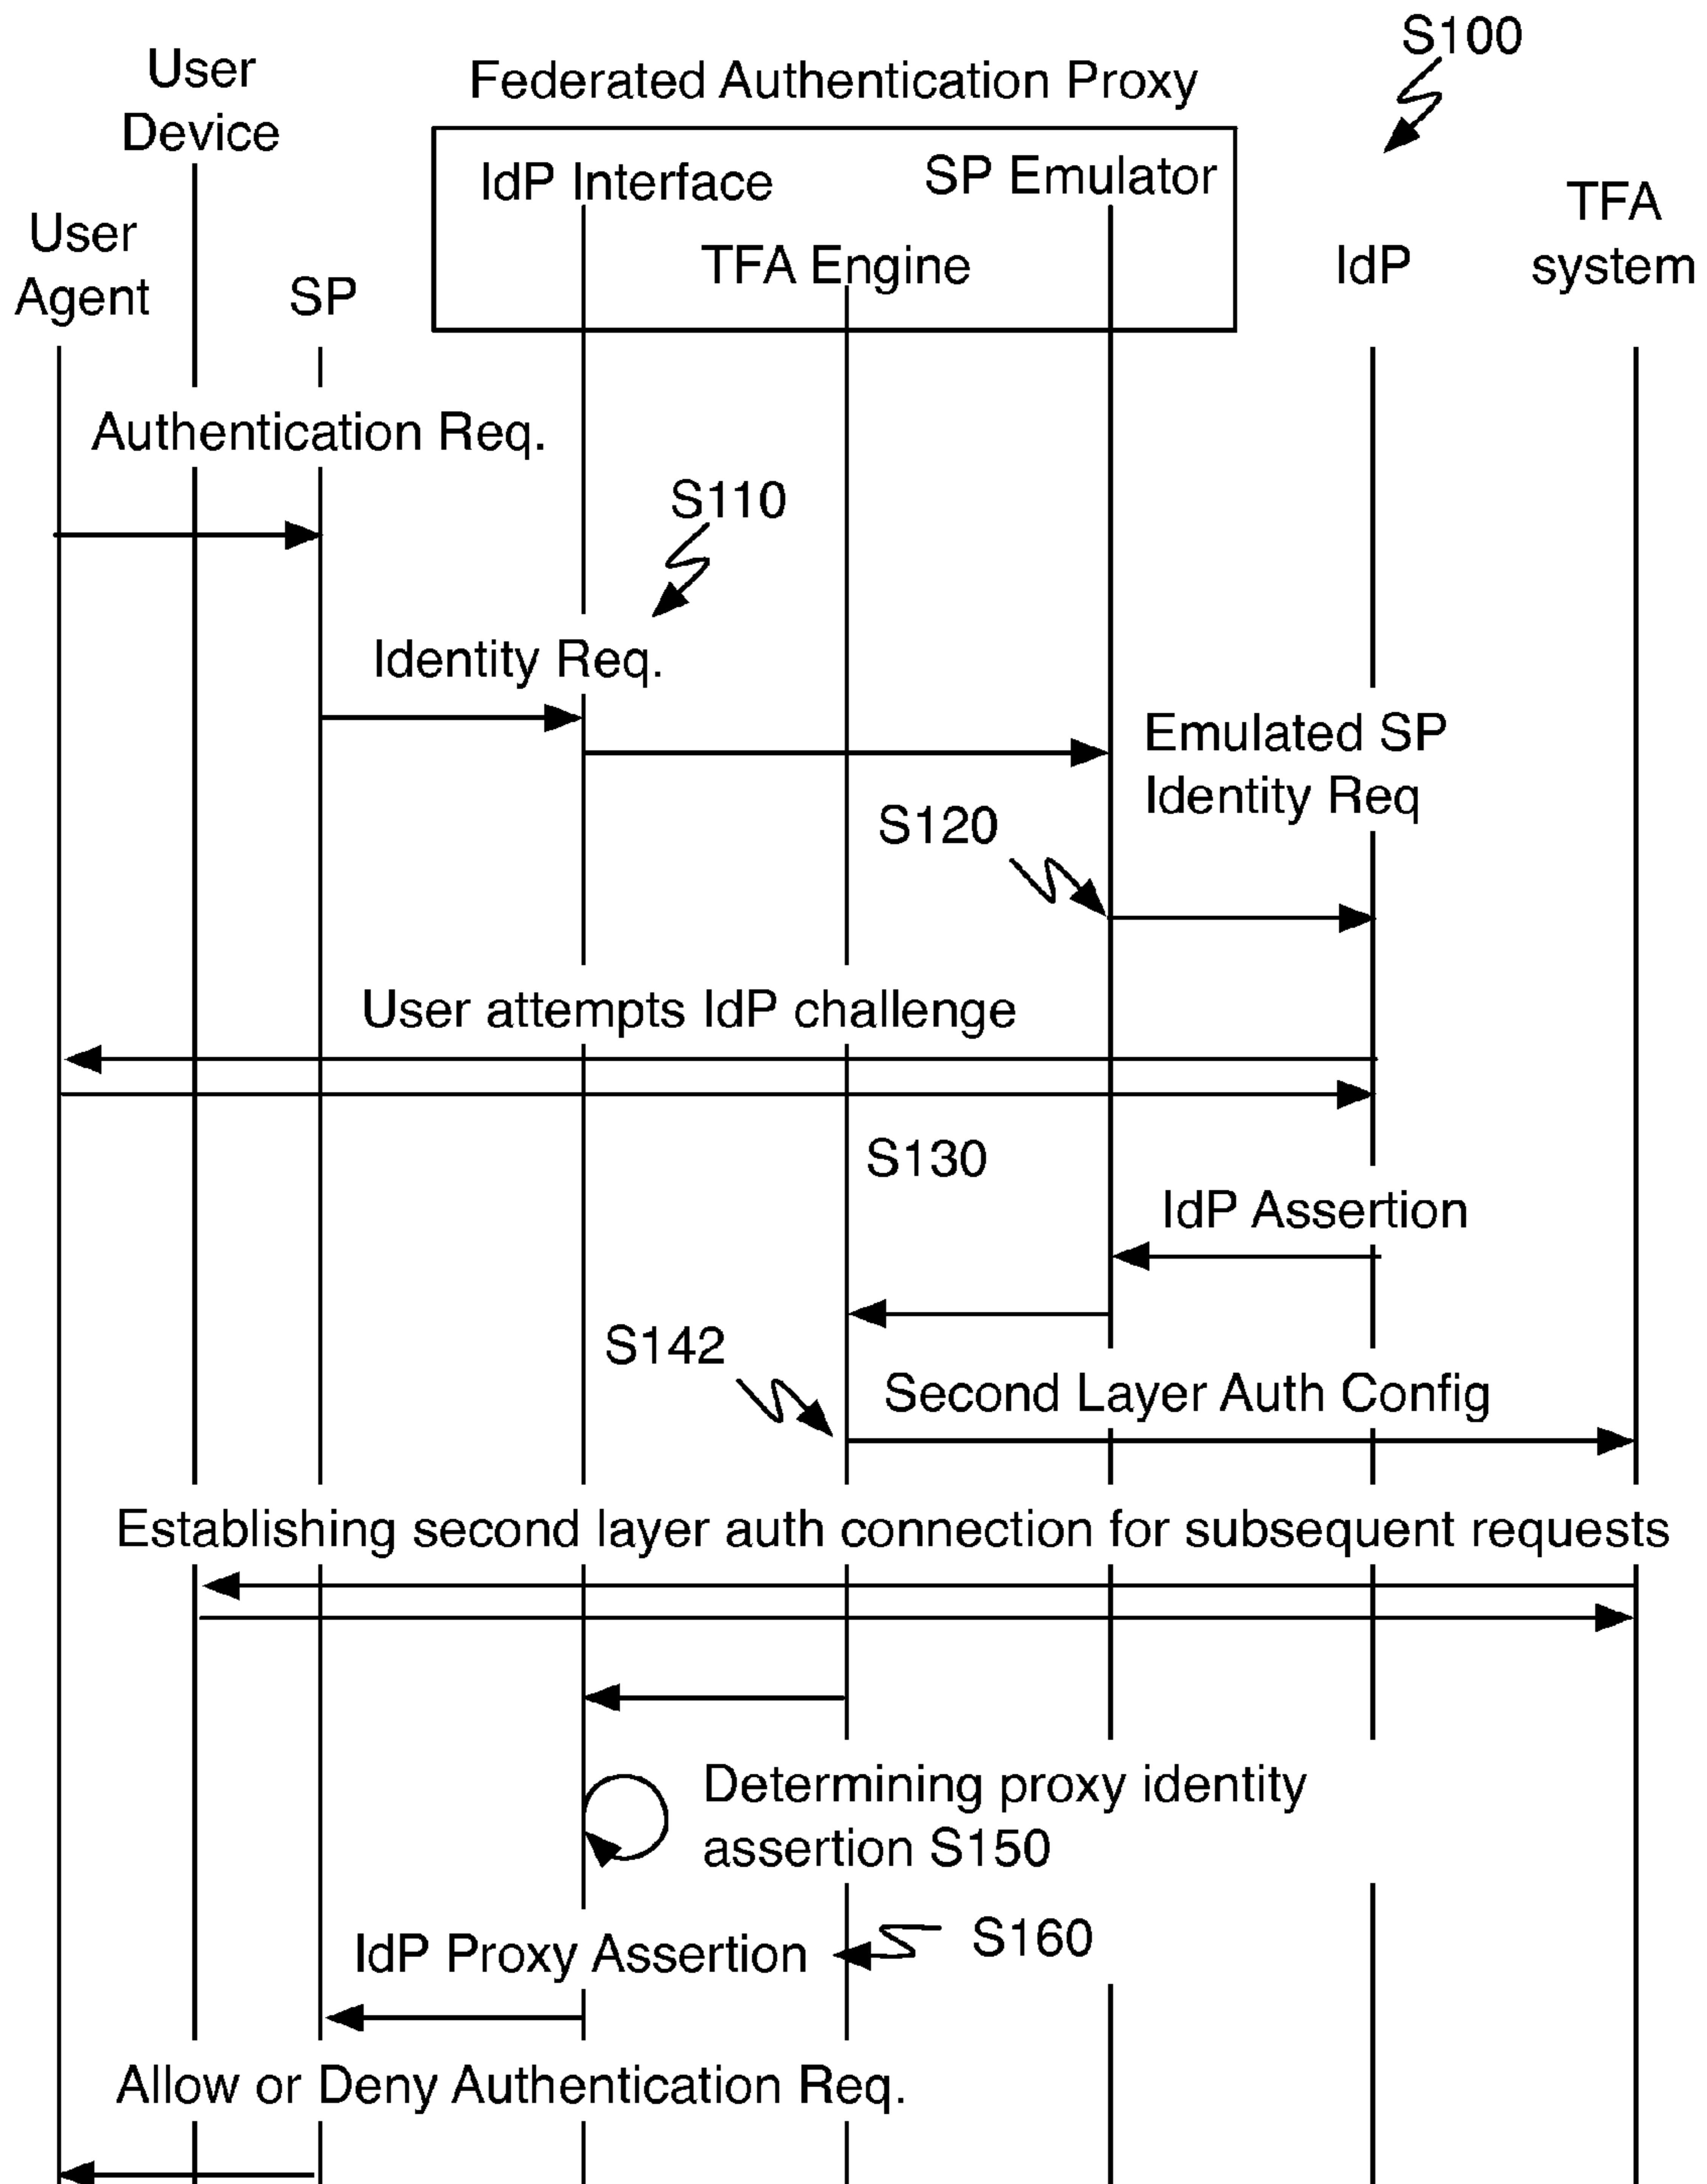 S100
User
Device
Federated Authentication Proxy
IdP Interface
SP Emulator
TFA
system
User
Agent
SP
TFA Engine
IdP
Authentication Req.
S110
Identity Req.
Emulated SP
Identity Req
S120
User attempts IdP challenge
S130
IdP Assertion
S142
Second Layer Auth Config
Establishing second layer auth connection for subsequent requests
Determining proxy identity
assertion S150
IdP Proxy Assertion
S160
Allow or Deny Authentication Req.